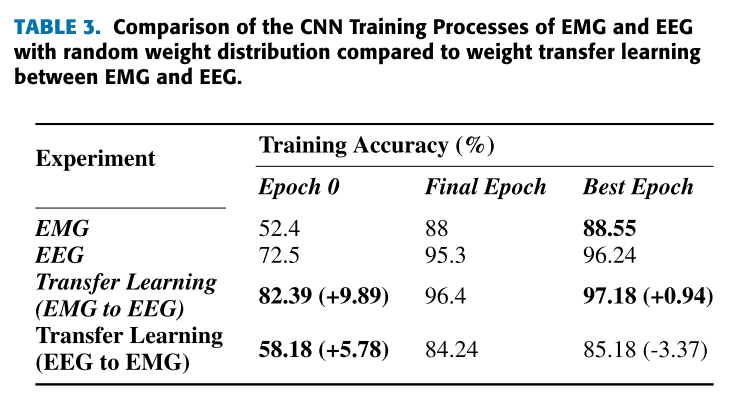 TABLE 3. Comparison of the CNN Training Processes of EMG and EEG
with random weight distribution compared to weight transfer learning
between EMG and EEG.
Experiment Training Accuracy (%)
Epoch 0 Final Epoch Best Epoch
EMG 52.4 88 88.55
EEG 72.5 95.3 96.24
Transfer Learning
(EMG to EEG) 82.39 (+9.89) 96.4 97.18 (+0.94)
Transfer Learning
(EEG to EMG) 58.18 (+5.78) 84.24 85.18 (-3.37)